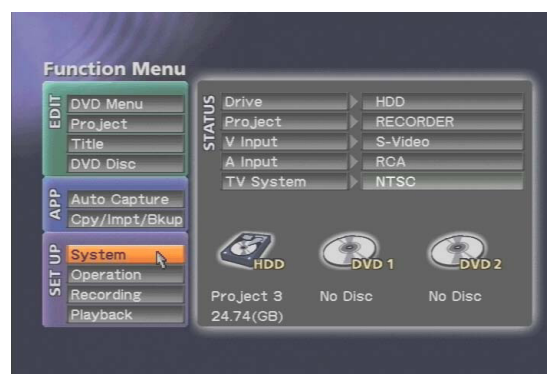 Function Menu
EDIT
DVD Menu
Project
Title
DVD Disc
APP
Auto Capture
Cpy/Impt/Bkup
SET UP
System
Operation
Recording
Playback
STATUS
Drive HDD
Project RECORDER
V Input S-Video
A Input RCA
TV System NTSC
HDD DVD 1 DVD 2
Project 3 No Disc No Disc
24.74(GB)